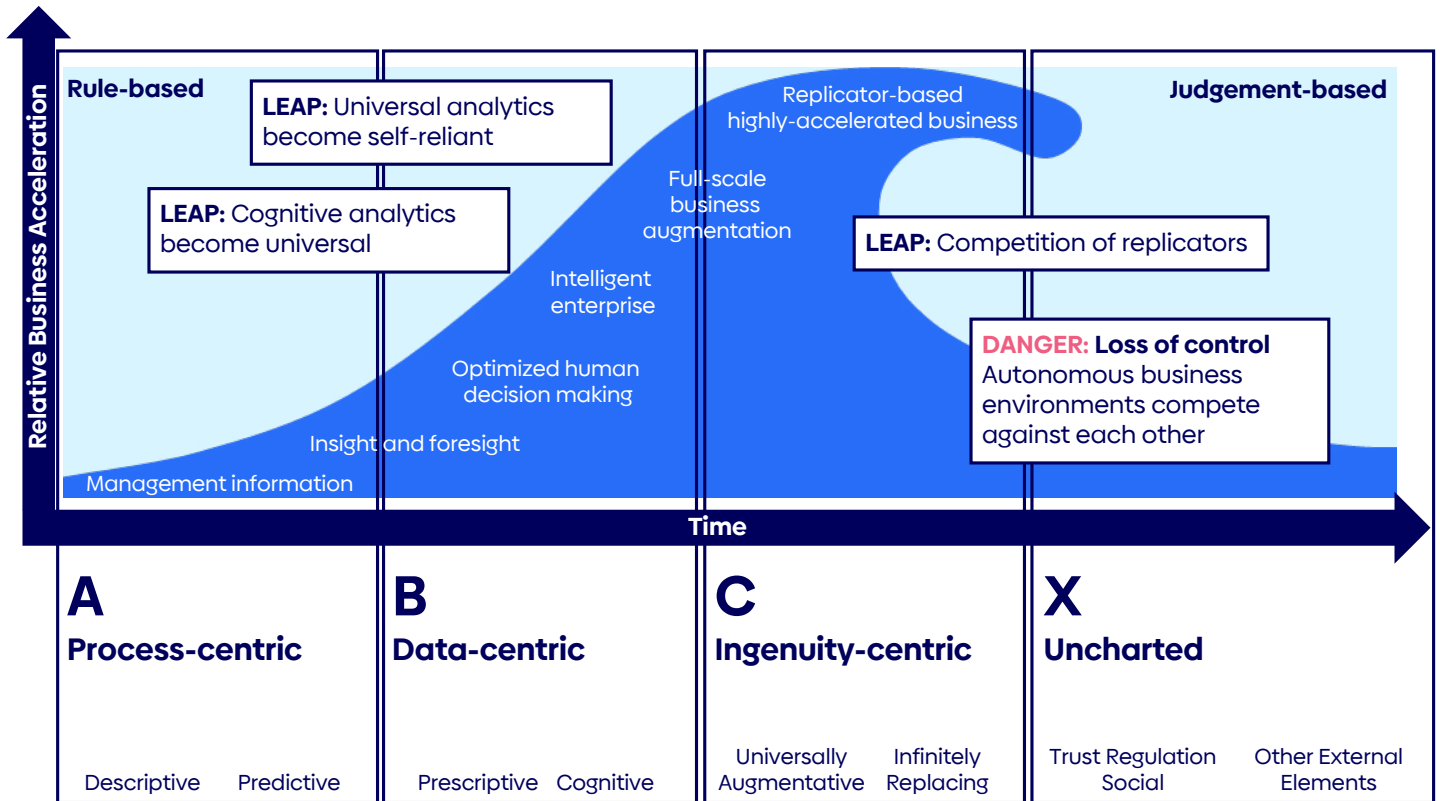 Relative Business Acceleration
Rule-based
Judgement-based
LEAP: Universal analytics
become self-reliant
LEAP: Cognitive analytics
become universal
Replicator-based
highly-accelerated business
Full-scale
business
augmentation
LEAP: Competition of replicators
Intelligent
enterprise
DANGER: Loss of control
Autonomous business
environments compete
against each other
Optimized human
decision making
Insight and foresight
Management information
Time
A
Process-centric
Descriptive
Predictive
B
Data-centric
Prescriptive
Cognitive
C
Ingenuity-centric
Universally
Augmentative
Infinitely
Replacing
X
Uncharted
Trust Regulation
Social
Other External
Elements